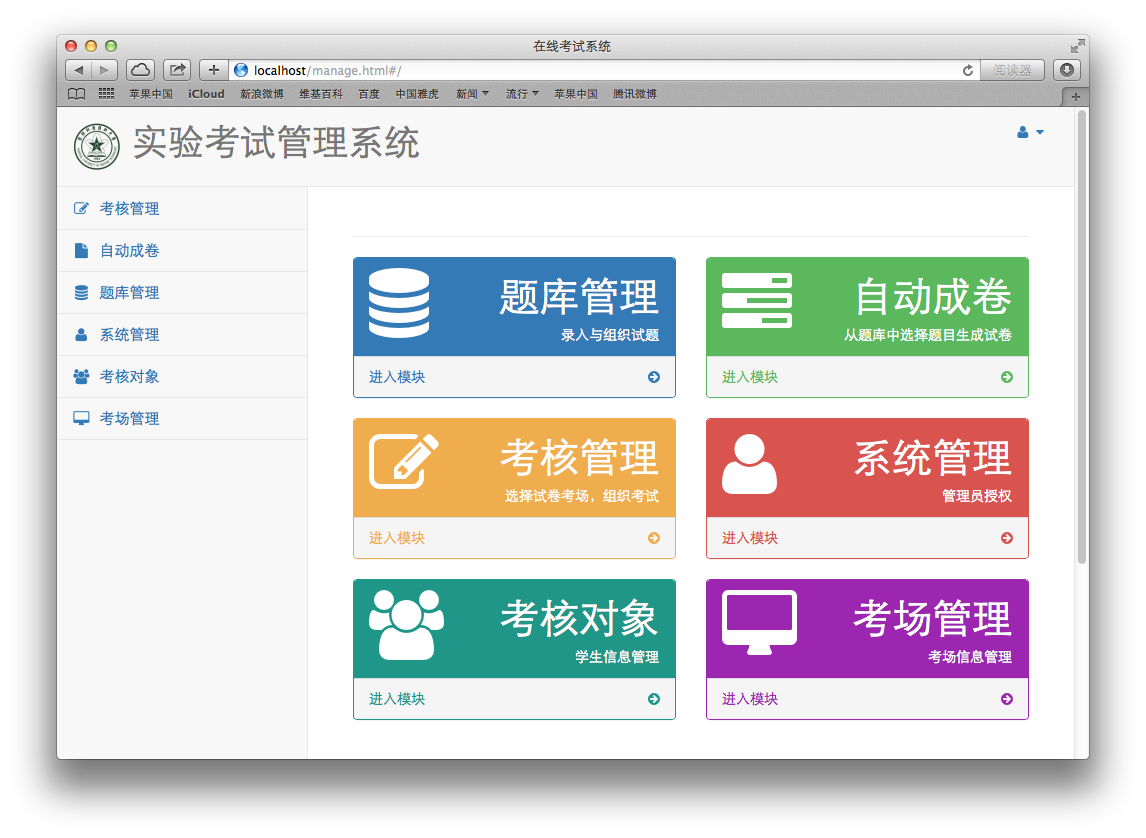 在线考试系统
localhost/manage.html#/
阅读器
苹果中国 iCloud 新浪微博 维基百科 百度 中国雅虎 新闻 流行 苹果中国 腾讯微博
实验考试管理系统
考核管理
自动成卷
题库管理
系统管理
考核对象
考场管理
题库管理
录入与组织试题
进入模块
自动成卷
从题库中选择题目生成试卷
进入模块
考核管理
选择试卷考场，组织考试
进入模块
系统管理
管理员授权
进入模块
考核对象
学生信息管理
进入模块
考场管理
考场信息管理
进入模块